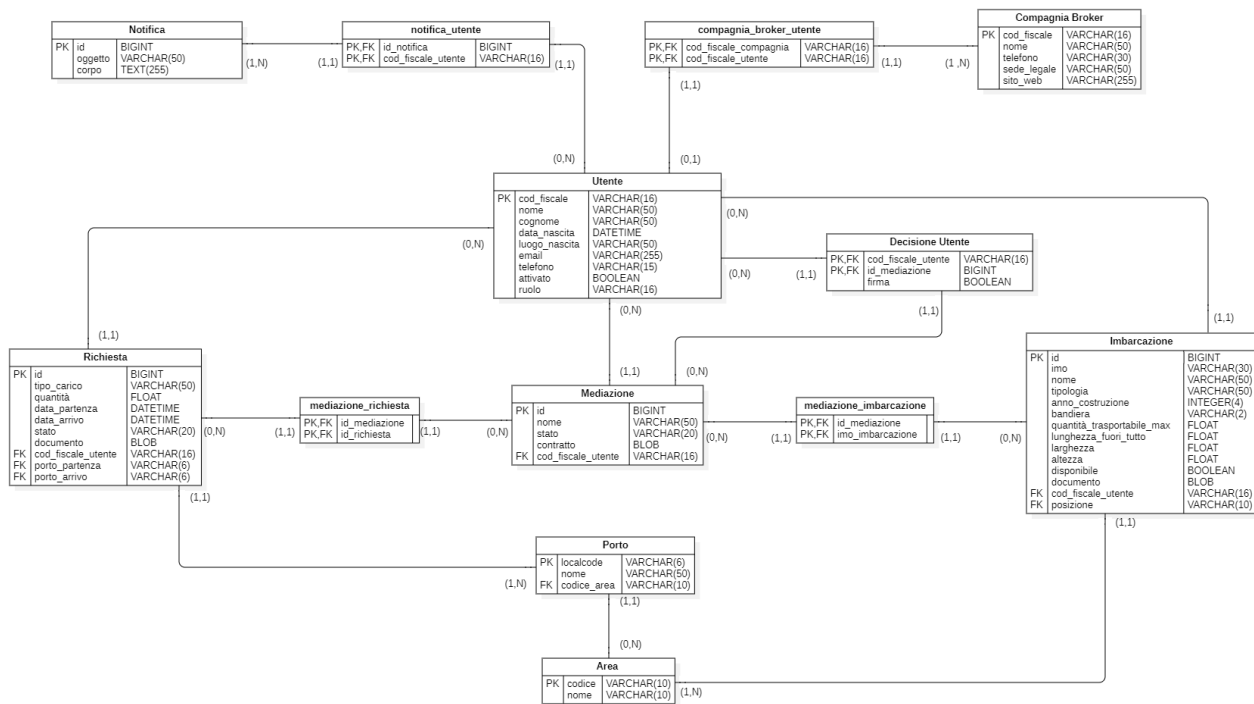 Notifica
PK id BIGINT
oggetto VARCHAR(50)
corpo TEXT(255)
(1,N)
(1,1)
notifica_utente
PK,FK id_notifica BIGINT
PK,FK cod_fiscale_utente VARCHAR(16)
(1,1)
compagnia_broker_utente
PK,FK cod_fiscale_compagnia VARCHAR(16)
PK,FK cod_fiscale_utente VARCHAR(16)
(1,1)
(1,1)
(1 ,N)
Compagnia Broker
PK cod_fiscale VARCHAR(16)
nome VARCHAR(50)
telefono VARCHAR(30)
sede_legale VARCHAR(50)
sito_web VARCHAR(255)
(0,N)
(0,1)
Utente
PK cod_fiscale VARCHAR(16)
nome VARCHAR(50)
cognome VARCHAR(50)
data_nascita DATETIME
luogo_nascita VARCHAR(50)
email VARCHAR(255)
telefono VARCHAR(15)
attivato BOOLEAN
ruolo VARCHAR(16)
(0,N)
(0,N)
(0,N)
(0,N)
(1,1)
Decisione Utente
PK,FK cod_fiscale_utente VARCHAR(16)
PK,FK id_mediazione BIGINT
firma BOOLEAN
(1,1)
(1,1)
(1,1)
Richiesta
PK id BIGINT
tipo_carico VARCHAR(50)
quantità FLOAT
data_partenza DATETIME
data_arrivo DATETIME
stato VARCHAR(20)
documento BLOB
FK cod_fiscale_utente VARCHAR(16)
FK porto_partenza VARCHAR(6)
FK porto_arrivo VARCHAR(6)
(0,N)
(1,1)
(1,1)
mediazione_richiesta
PK,FK id_mediazione
PK,FK id_richiesta
(1,1)
(0,N)
(1,1)
(0,N)
Mediazione
PK id BIGINT
nome VARCHAR(50)
stato VARCHAR(20)
contratto BLOB
FK cod_fiscale_utente VARCHAR(16)
(0,N)
(1,1)
mediazione_imbarcazione
PK,FK id_mediazione
PK,FK imo_imbarcazione
(1,1)
(0,N)
Imbarcazione
PK id BIGINT
imo VARCHAR(30)
nome VARCHAR(50)
tipologia VARCHAR(50)
anno_costruzione INTEGER(4)
bandiera VARCHAR(2)
quantità_trasportabile_max FLOAT
lunghezza_fuori_tutto FLOAT
larghezza FLOAT
altezza FLOAT
disponibile BOOLEAN
documento BLOB
FK cod_fiscale_utente VARCHAR(16)
FK posizione VARCHAR(10)
(1,1)
Porto
PK localcode VARCHAR(6)
nome VARCHAR(50)
FK codice_area VARCHAR(10)
(1,N)
(1,1)
(0,N)
Area
PK codice VARCHAR(10)
nome VARCHAR(10)
(1,N)